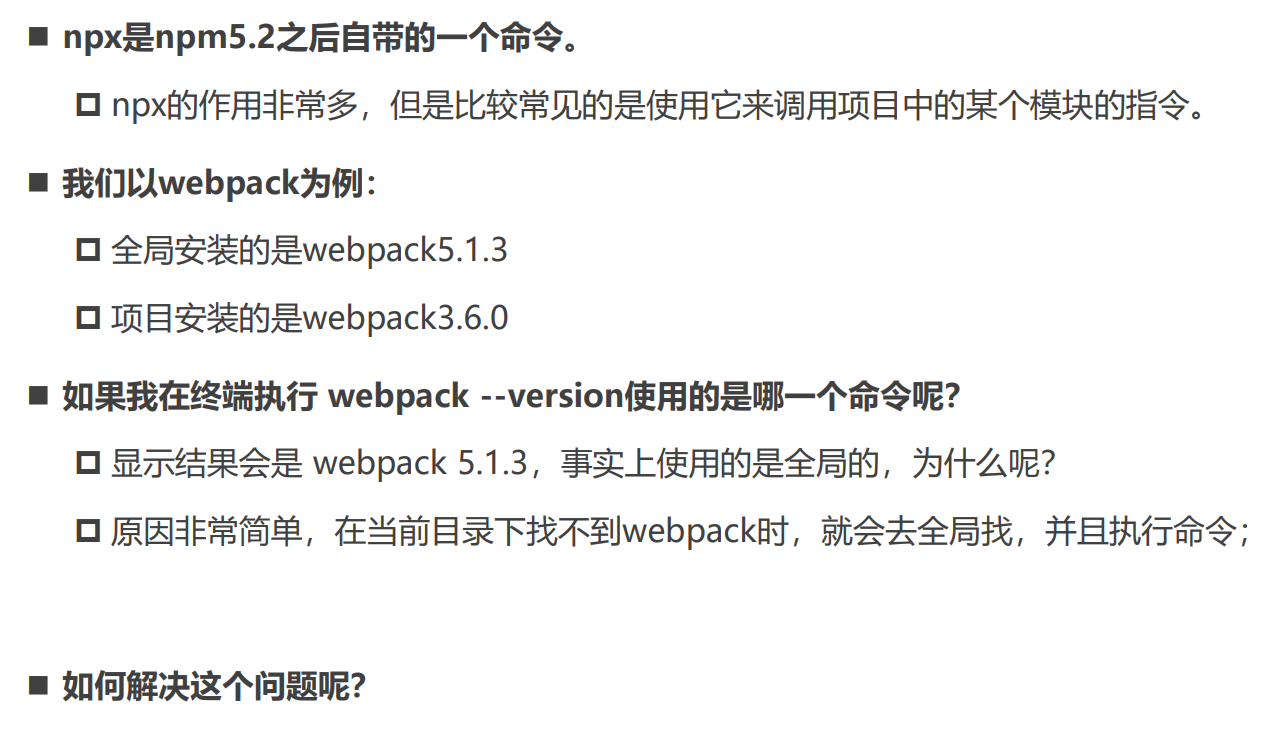 ■ npx是npm5.2之后自带的一个命令。
□ npx的作用非常多，但是比较常见的是使用它来调用项目中的某个模块的指令。
■ 我们以webpack为例：
□ 全局安装的是webpack5.1.3
□ 项目安装的是webpack3.6.0
■ 如果我在终端执行 webpack --version使用的是哪一个命令呢？
□ 显示结果会是 webpack 5.1.3，事实上使用的是全局的，为什么呢？
□ 原因非常简单，在当前目录下找不到webpack时，就会去全局找，并且执行命令；
■ 如何解决这个问题呢？